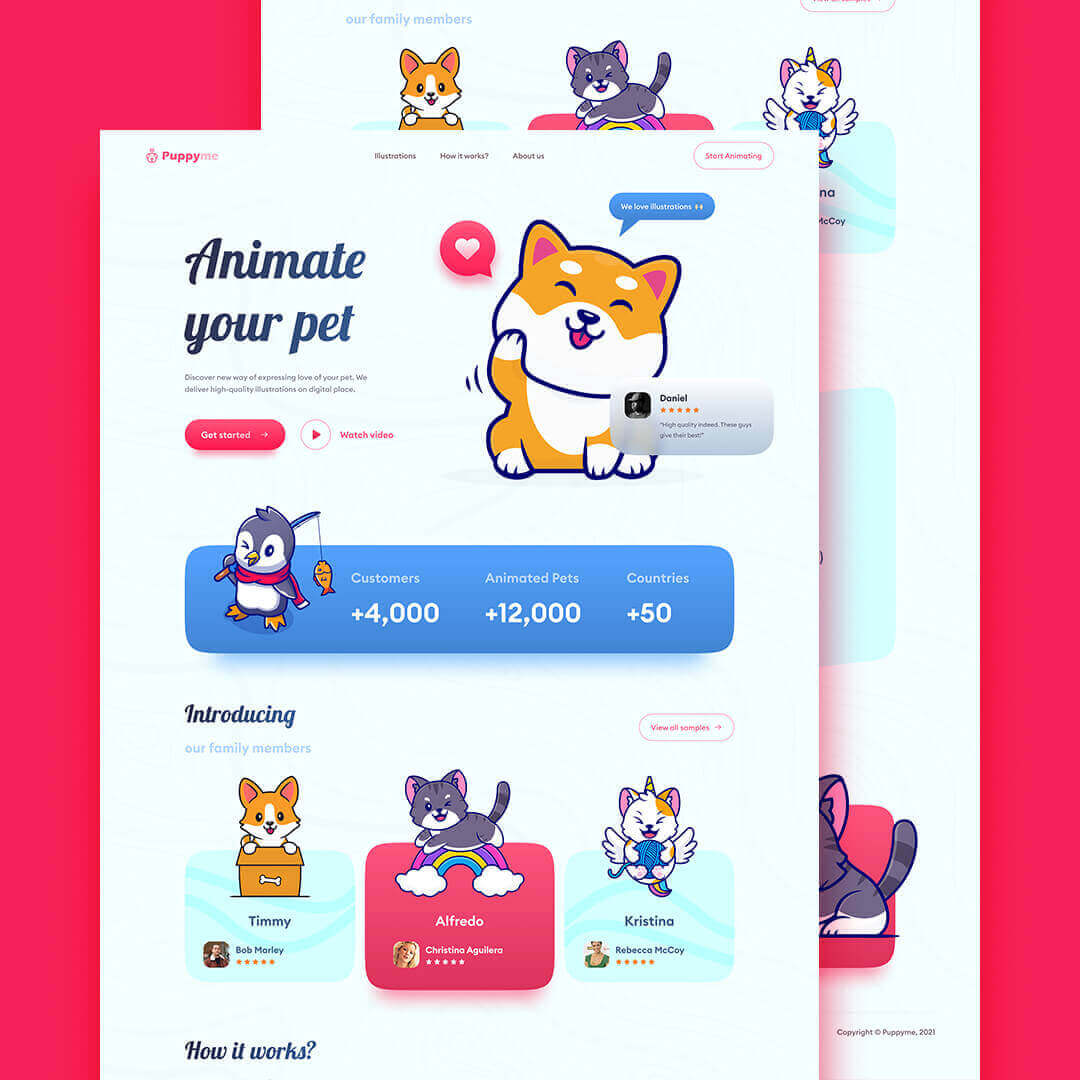 our family members
View all samples
Puppyme
Illustrations
How it works?
About us
Start Animating
We love illustrations 🙌
Animate
your pet
Discover new way of expressing love of your pet. We
deliver high-quality illustrations on digital place.
Get started →
Watch video
Daniel
"High quality indeed. These guys
give their best!"
Customers
+4,000
Animated Pets
+12,000
Countries
+50
Introducing
our family members
View all samples →
Timmy
Bob Marley
Alfredo
Christina Aguilera
Kristina
Rebecca McCoy
How it works?
na
McCoy
)
Copyright © Puppyme, 2021